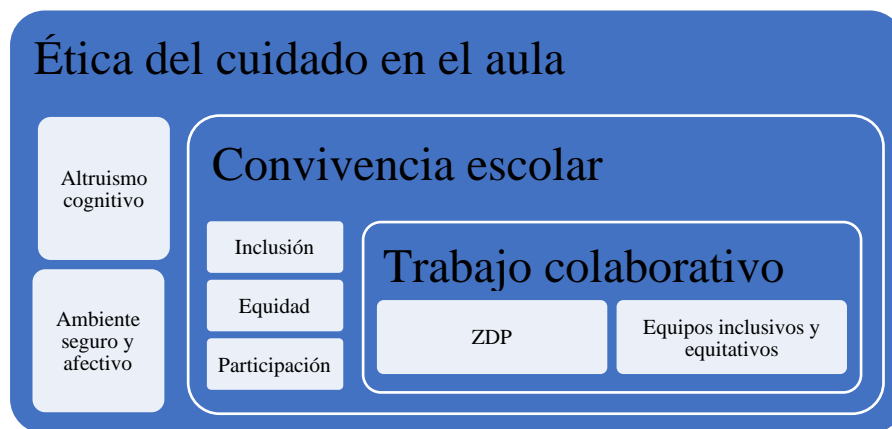 Ética del cuidado en el aula
Altruismo
cognitivo
Ambiente
seguro y
afectivo
Convivencia escolar
Inclusión
Equidad
Participación
Trabajo colaborativo
ZDP
Equipos inclusivos y
equitativos